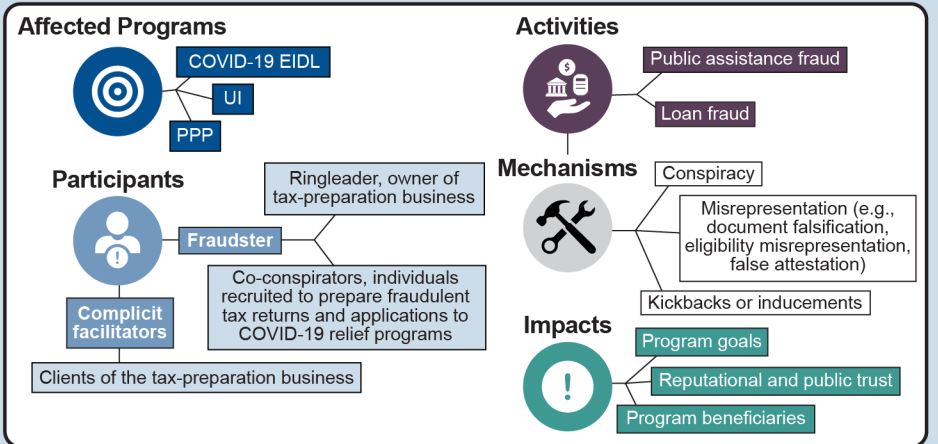 Affected Programs
COVID-19 EIDL
UI
PPP
Participants
Fraudster
Ringleader, owner of
tax-preparation business
Co-conspirators, individuals
recruited to prepare fraudulent
tax returns and applications to
COVID-19 relief programs
Complicit
facilitators
Clients of the tax-preparation business
Activities
$
Public assistance fraud
Loan fraud
Mechanisms
Conspiracy
Misrepresentation (e.g.,
document falsification,
eligibility misrepresentation,
false attestation)
Kickbacks or inducements
Impacts
Program goals
Reputational and public trust
Program beneficiaries